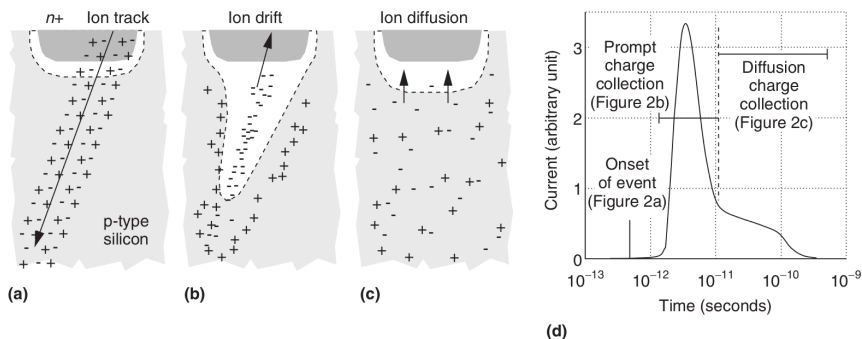 n+ Ion track
p-type
silicon
(a)
Ion drift
(b)
Ion diffusion
(c)
Current (arbitrary unit)
3
2
1
0
Prompt
charge
collection
(Figure 2b)
Diffusion
charge
collection
(Figure 2c)
Onset
of event
(Figure 2a)
10⁻¹³ 10⁻¹² 10⁻¹¹ 10⁻¹⁰ 10⁻⁹
Time (seconds)
(d)